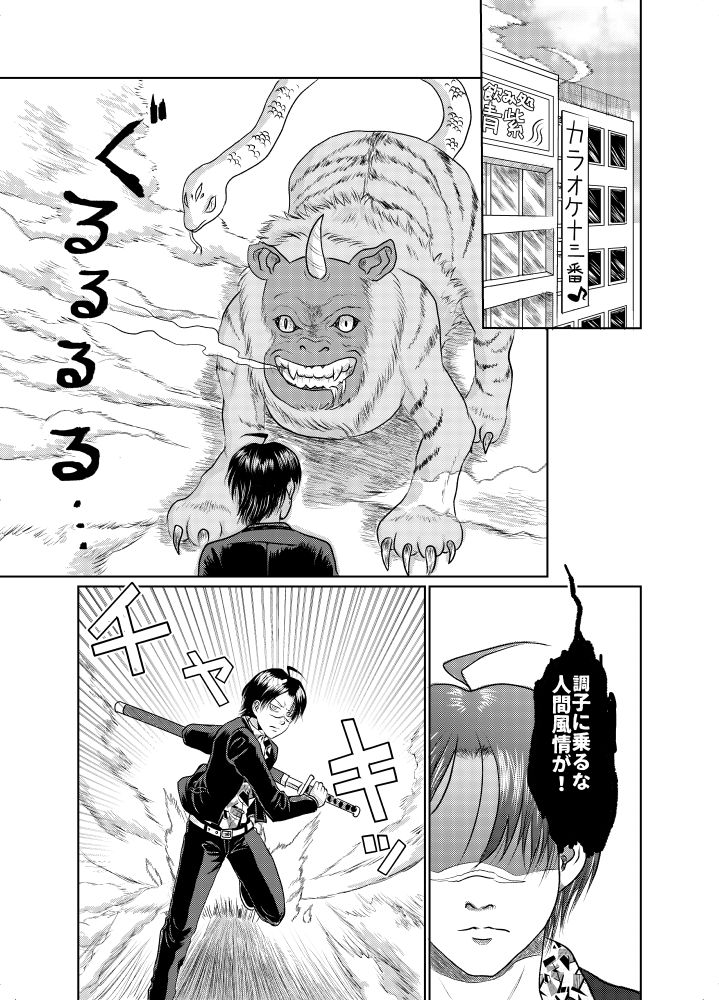 飲み処
青紫
カラオケ十三番♪
ぐるるるる…
調子に乗るな
人間風情が!
チャキッ